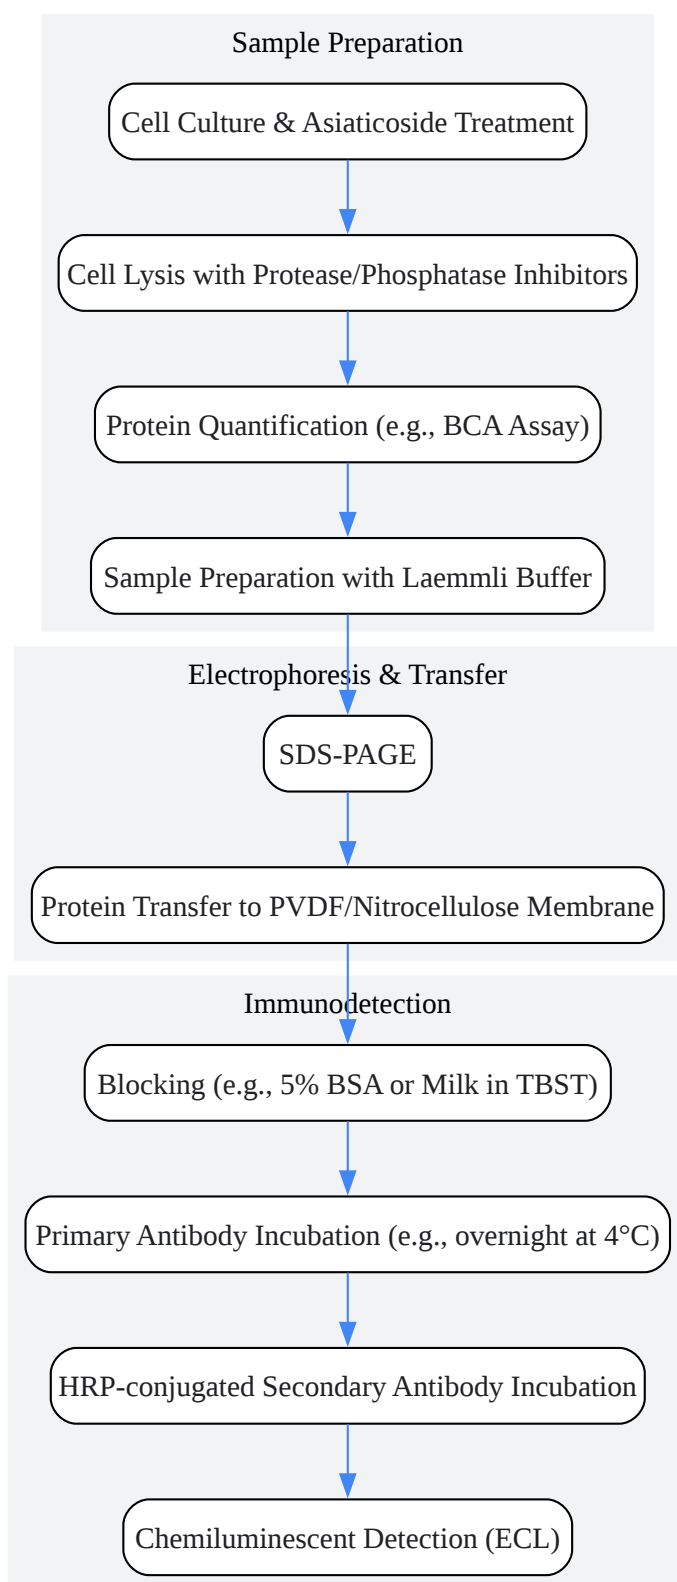 Sample Preparation
Cell Culture & Asiaticoside Treatment
Cell Lysis with Protease/Phosphatase Inhibitors
Protein Quantification (e.g., BCA Assay)
Sample Preparation with Laemmli Buffer
Electrophoresis & Transfer
SDS-PAGE
Protein Transfer to PVDF/Nitrocellulose Membrane
Immunodetection
Blocking (e.g., 5% BSA or Milk in TBST)
Primary Antibody Incubation (e.g., overnight at 4°C)
HRP-conjugated Secondary Antibody Incubation
Chemiluminescent Detection (ECL)